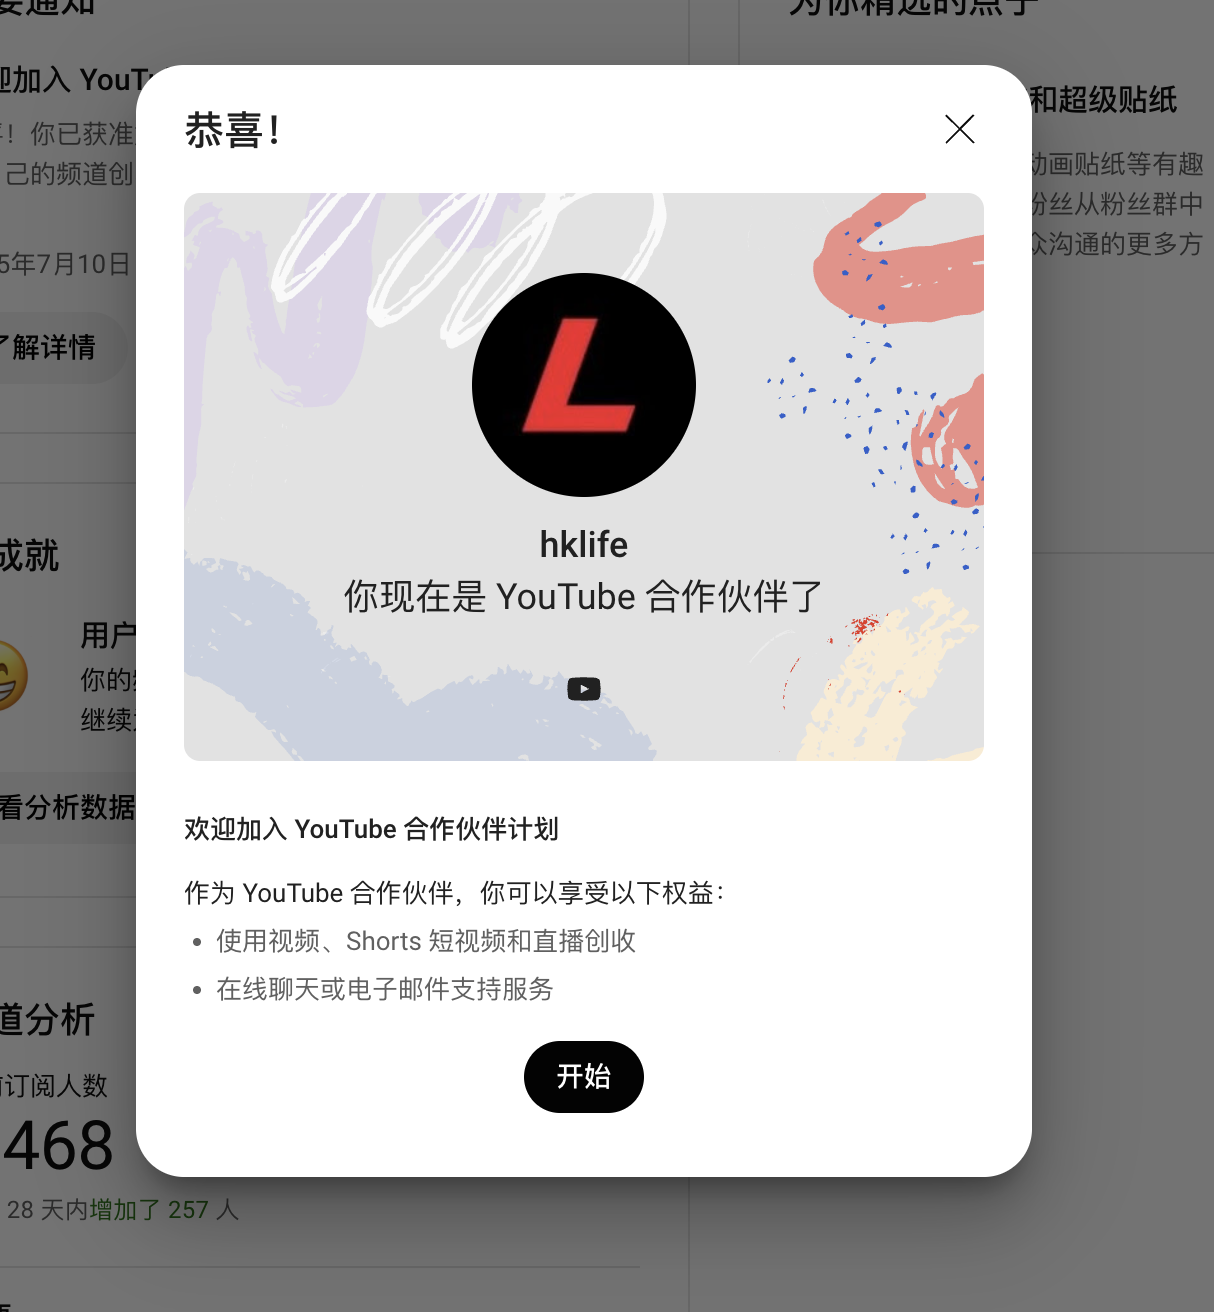 恭喜！
hklife
你现在是 YouTube 合作伙伴了
欢迎加入 YouTube 合作伙伴计划
作为 YouTube 合作伙伴，你可以享受以下权益：
使用视频、Shorts 短视频和直播创收
在线聊天或电子邮件支持服务
开始
要通知
迎加入 YouT
！你已获准
己的频道创
5年7月10日
了解详情
成就
用户
你的
继续
看分析数据
道分析
订阅人数
468
28 天内增加了 257 人
为你精选的点子
和超级贴纸
动画贴纸等有趣
粉丝从粉丝群中
众沟通的更多方